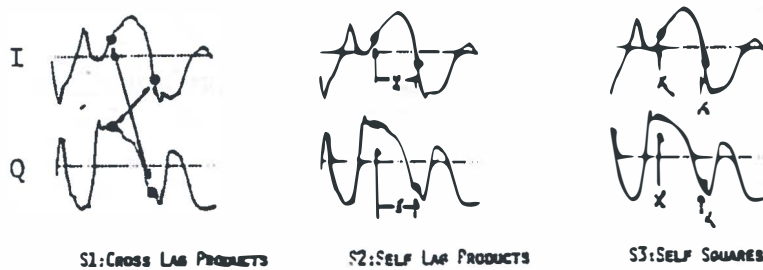 I
Q
S1:CROSS LAG PRODUCTS
S2:SELF LAG PRODUCTS
S3:SELF SQUARES